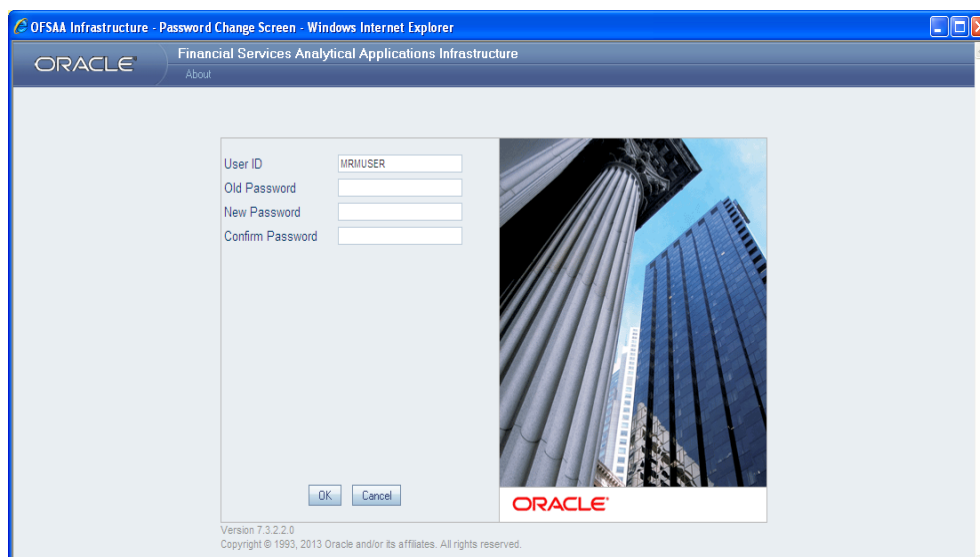 OFSAA Infrastructure - Password Change Screen - Windows Internet Explorer
ORACLE®
Financial Services Analytical Applications Infrastructure
About
User ID MRMUSER
Old Password
New Password
Confirm Password
OK Cancel
ORACLE®
Version 7.3.2.2.0
Copyright © 1993, 2013 Oracle and/or its affiliates. All rights reserved.